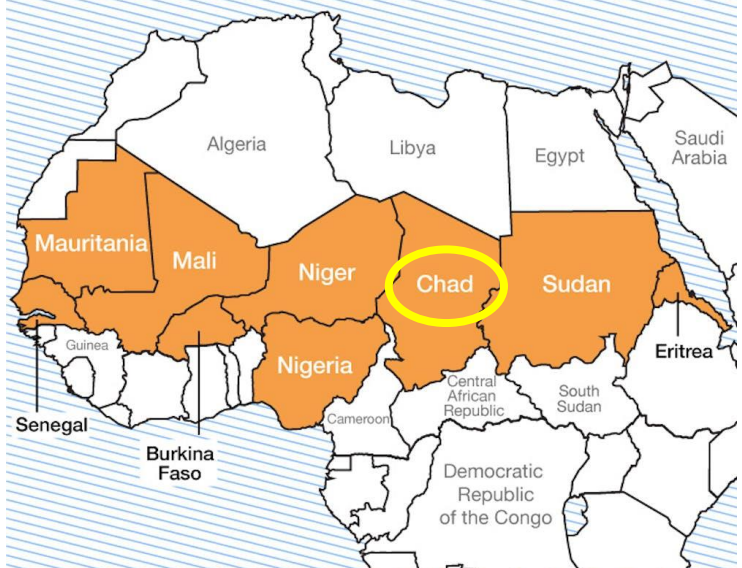 Algeria
Libya
Egypt
Saudi
Arabia
Mauritania
Mali
Niger
Chad
Sudan
Guinea
Nigeria
Eritrea
Senegal
Burkina
Faso
Cameroon
Central
African
Republic
South
Sudan
Democratic
Republic
of the Congo